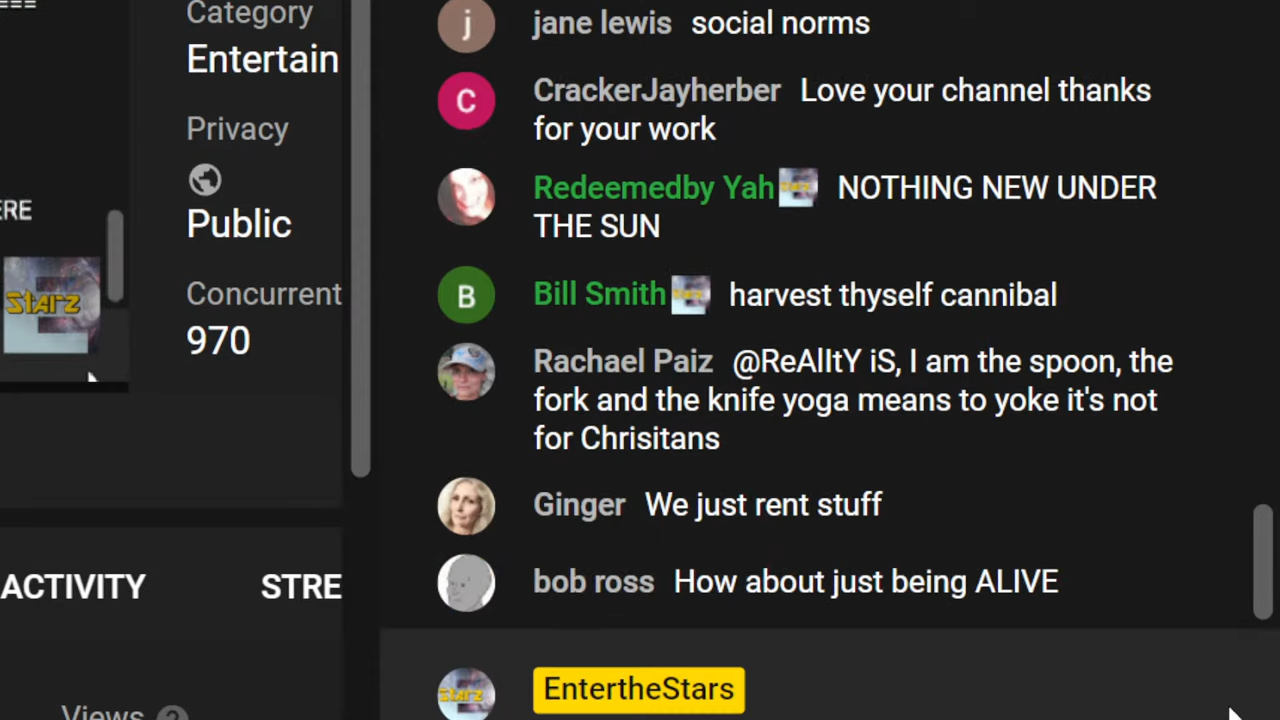 ===
ERE
Starz
Category
Entertain
Privacy
Public
Concurrent
970
ACTIVITY STRE
Views ?
j jane lewis social norms
C CrackerJayherber Love your channel thanks
for your work
Redeemedby Yah NOTHING NEW UNDER
THE SUN
B Bill Smith harvest thyself cannibal
Rachael Paiz @ReAlItY iS, I am the spoon, the
fork and the knife yoga means to yoke it's not
for Chrisitans
Ginger We just rent stuff
bob ross How about just being ALIVE
Starz EntertheStars